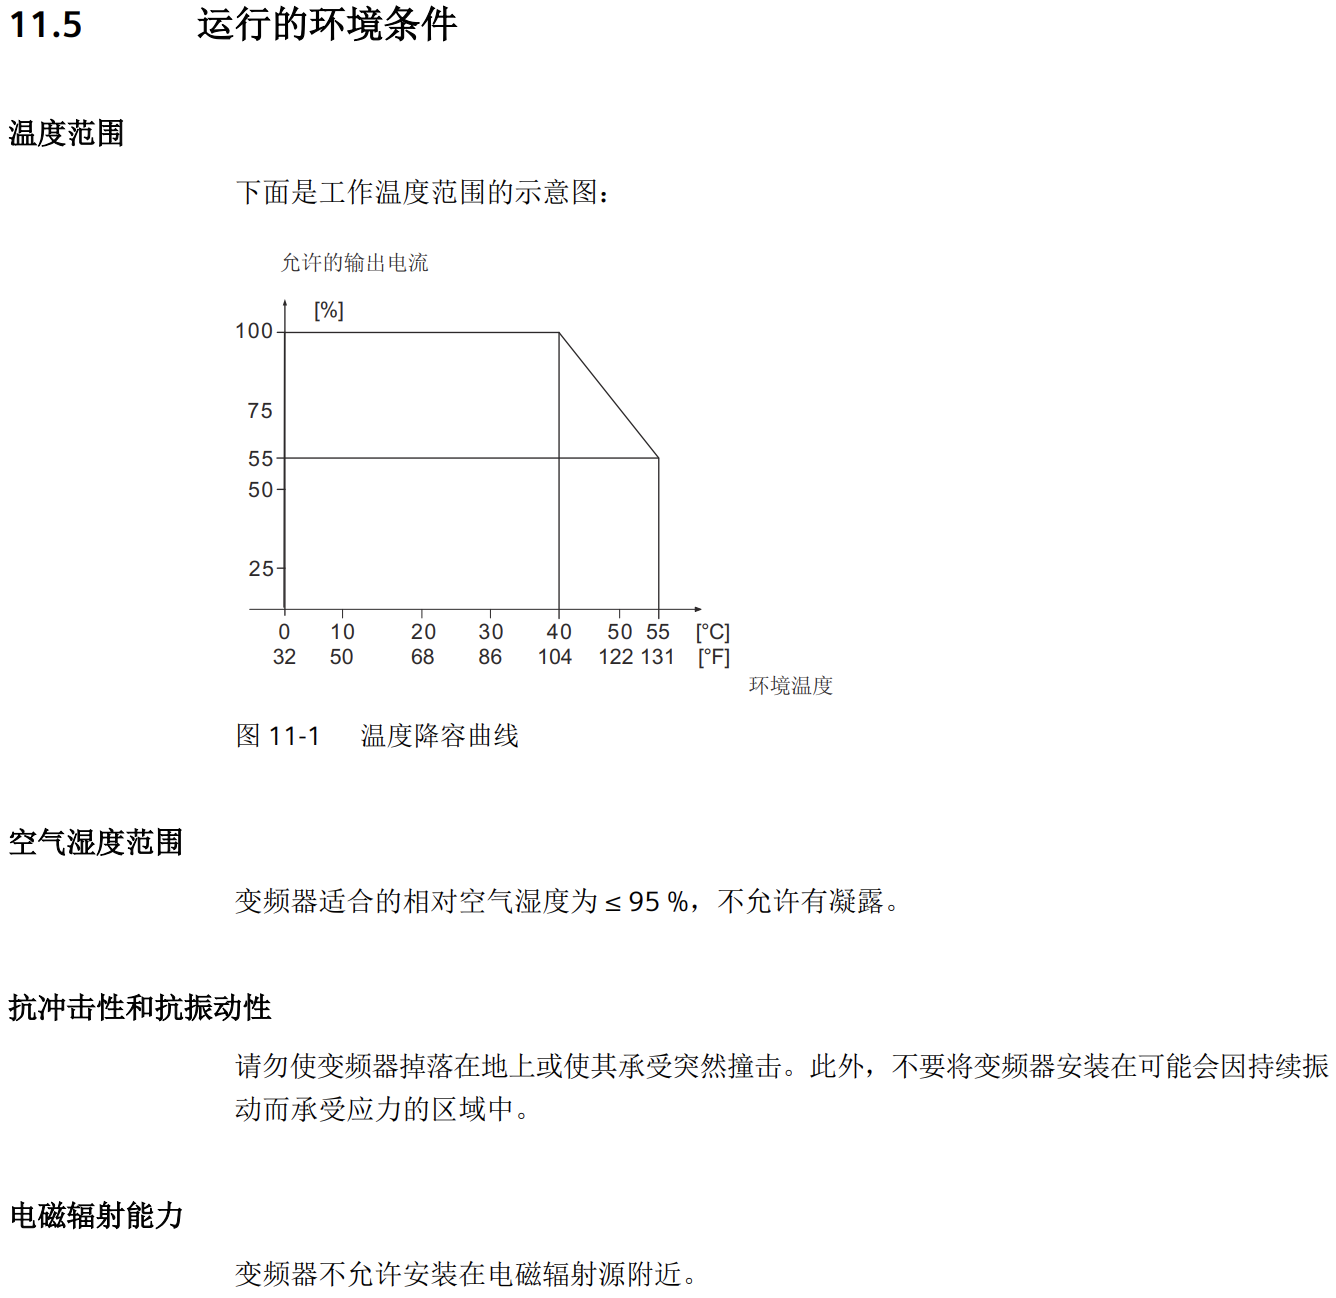 11.5 运行的环境条件
温度范围
下面是工作温度范围的示意图：
允许的输出电流
[%]
100
75
55
50
25
0 10 20 30 40 50 55 [°C]
32 50 68 86 104 122 131 [°F]
环境温度
图 11-1 温度降容曲线
空气湿度范围
变频器适合的相对空气湿度为 ≤ 95 %，不允许有凝露。
抗冲击性和抗振动性
请勿使变频器掉落在地上或使其承受突然撞击。此外，不要将变频器安装在可能会因持续振
动而承受应力的区域中。
电磁辐射能力
变频器不允许安装在电磁辐射源附近。